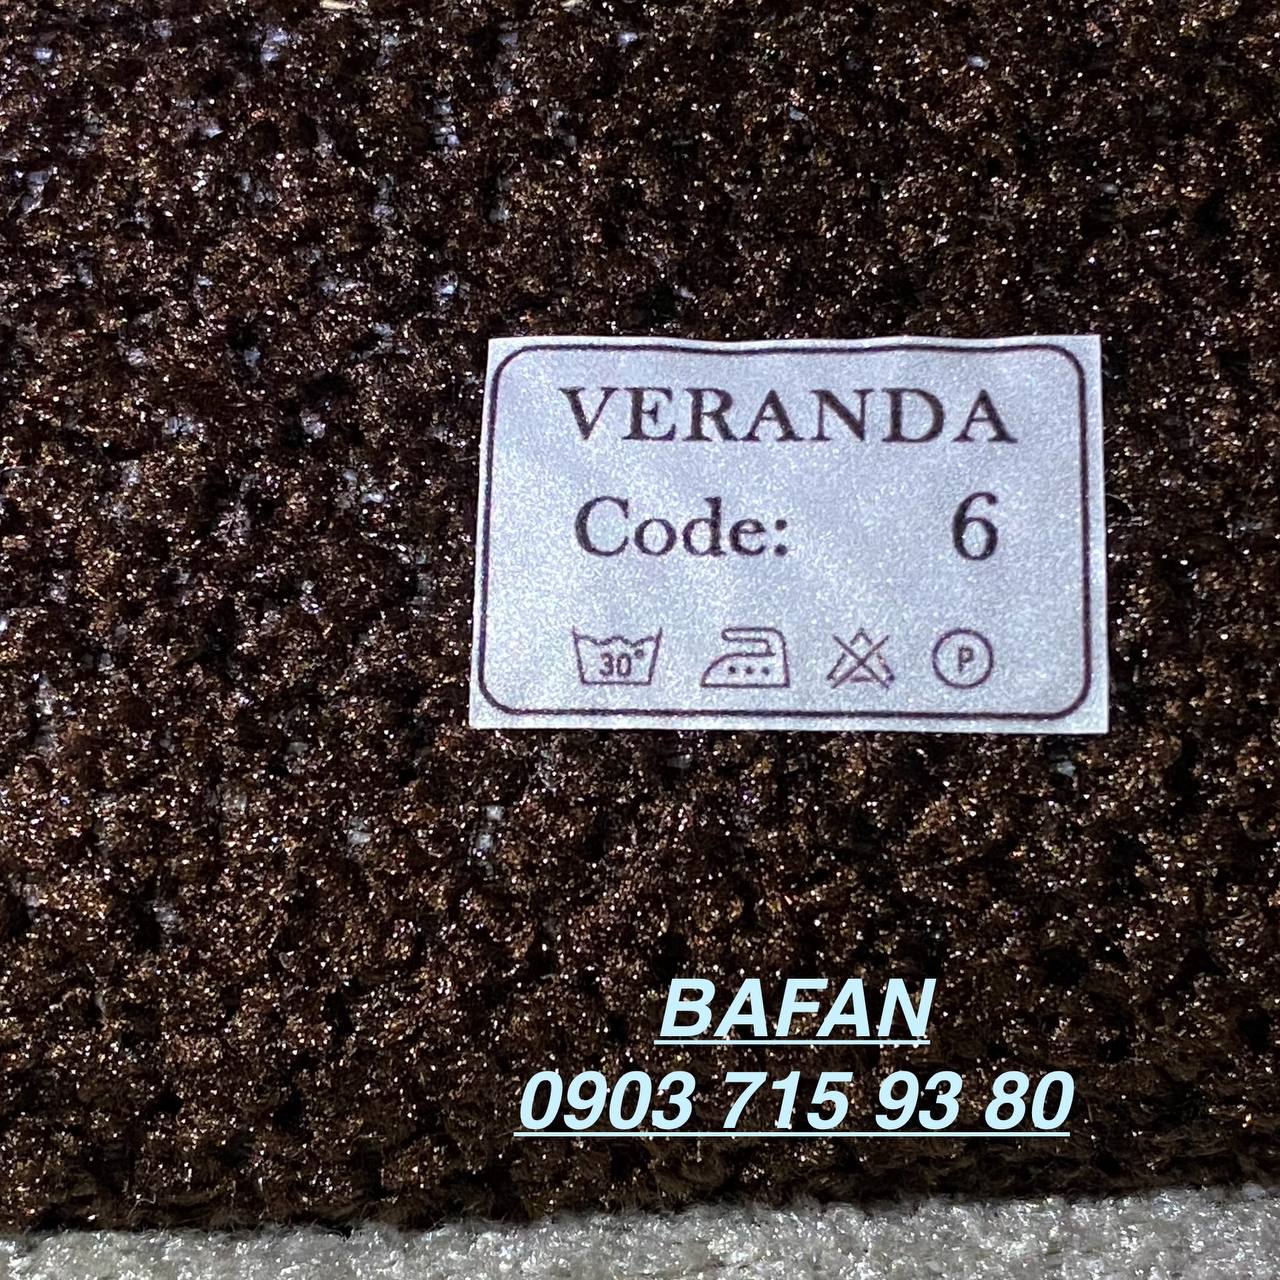 VERANDA
Code: 6
30°
P
BAFAN
0903 715 93 80